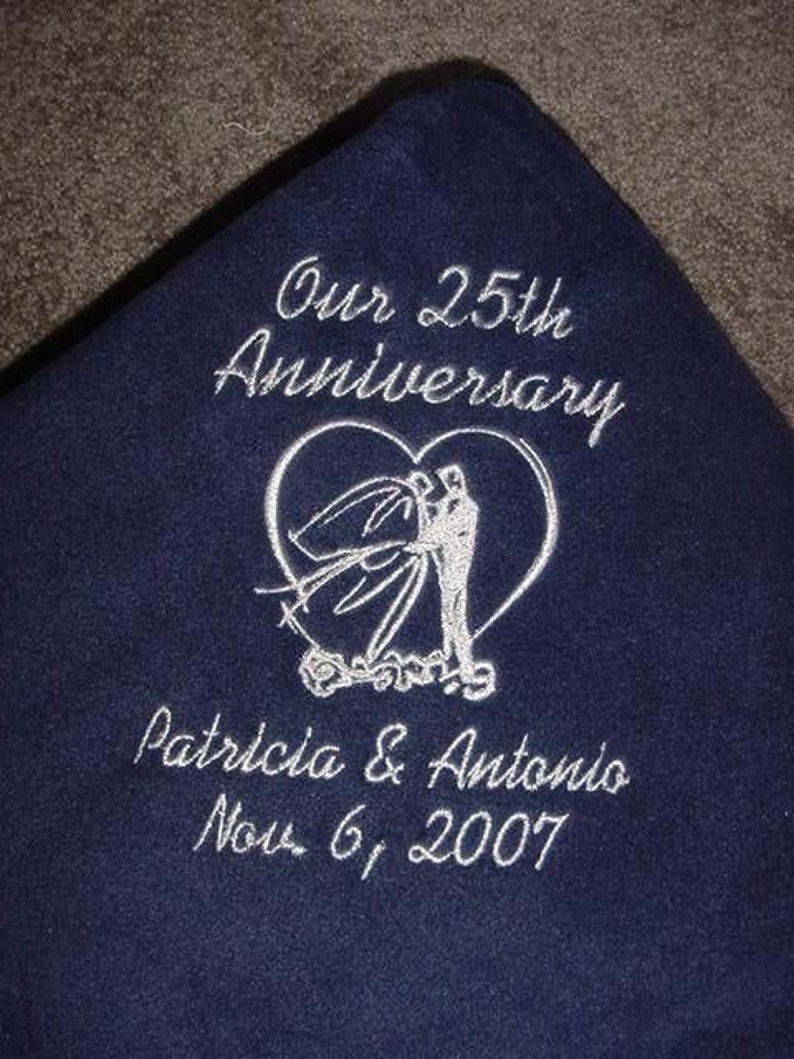 Our 25th
Anniversary
Patricia & Antonio
Nov. 6, 2007